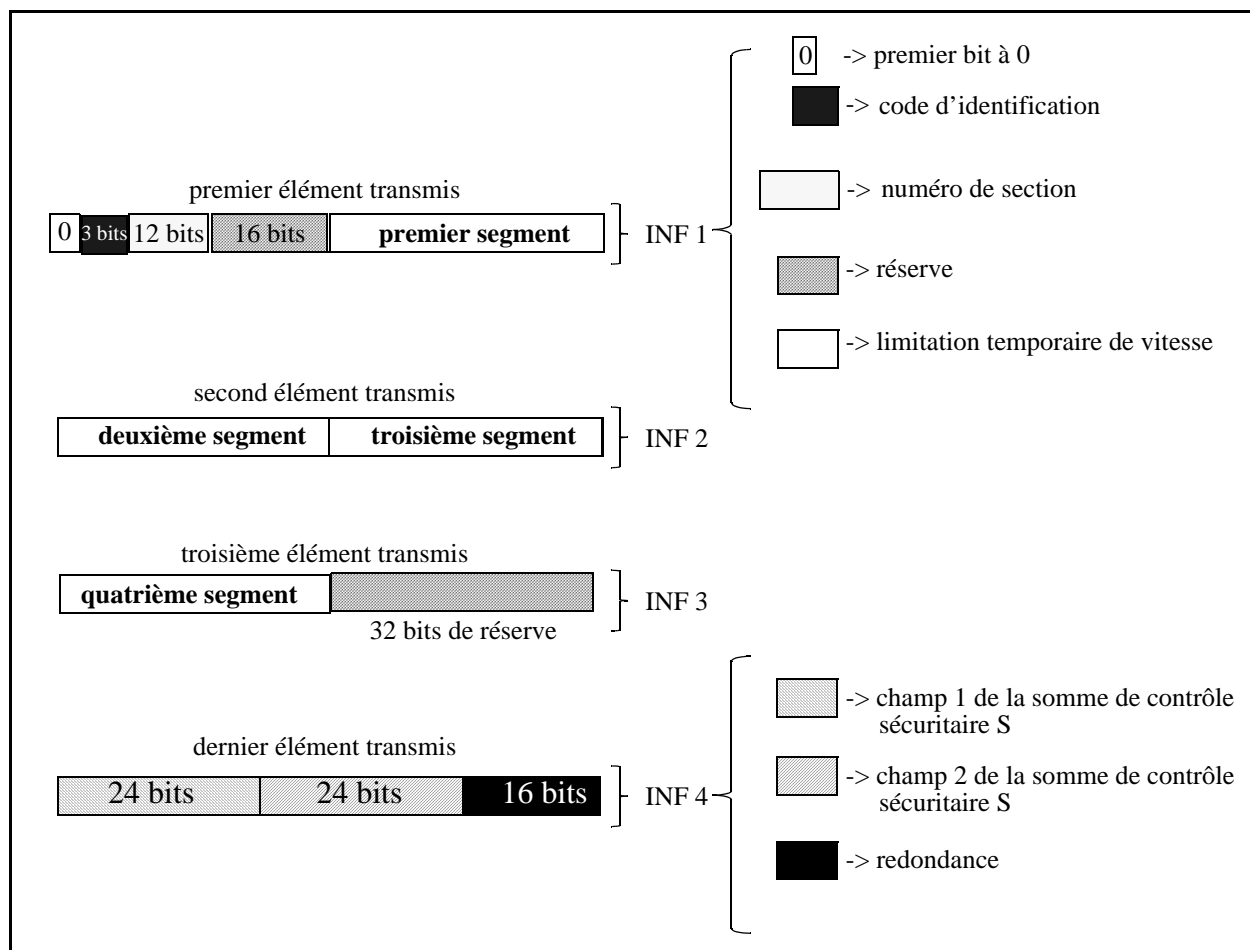 0 -> premier bit à 0
-> code d'identification
premier élément transmis
-> numéro de section
0 3 bits 12 bits 16 bits premier segment INF 1
-> réserve
-> limitation temporaire de vitesse
second élément transmis
deuxième segment troisième segment INF 2
troisième élément transmis
quatrième segment INF 3
32 bits de réserve
-> champ 1 de la somme de contrôle
sécuritaire S
dernier élément transmis
-> champ 2 de la somme de contrôle
sécuritaire S
24 bits 24 bits 16 bits INF 4
-> redondance